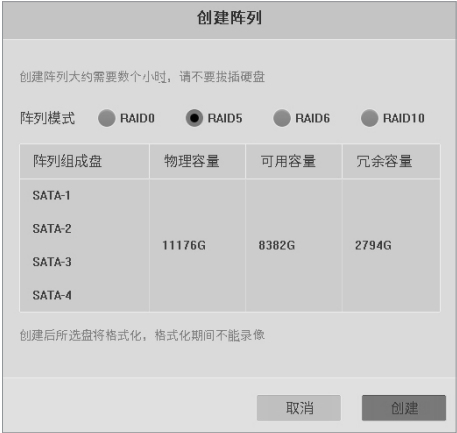 创建阵列
创建阵列大约需要数个小时，请不要拔插硬盘
阵列模式 RAID0 RAID5 RAID6 RAID10
阵列组成盘 物理容量 可用容量 冗余容量
SATA-1
SATA-2
11176G 8382G 2794G
SATA-3
SATA-4
创建后所选盘将格式化，格式化期间不能录像
取消 创建